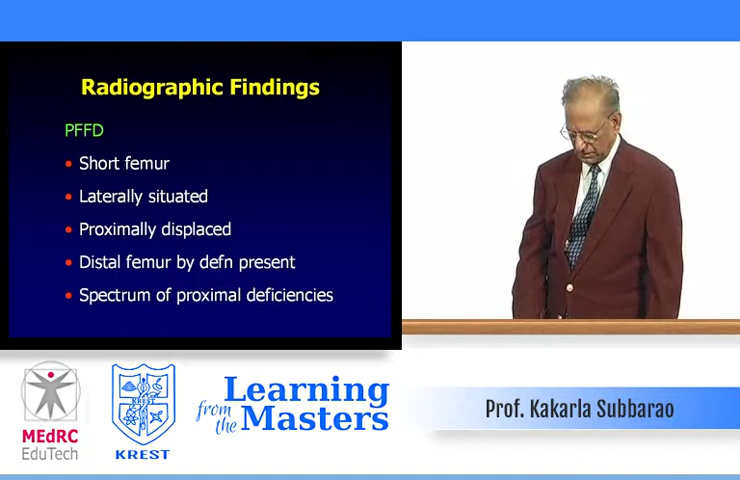 Radiographic Findings
PFFD
• Short femur
• Laterally situated
• Proximally displaced
• Distal femur by defn present
• Spectrum of proximal deficiencies
MEdRC
EduTech
KREST
KREST
Learning
from the Masters
Prof. Kakarla Subbarao